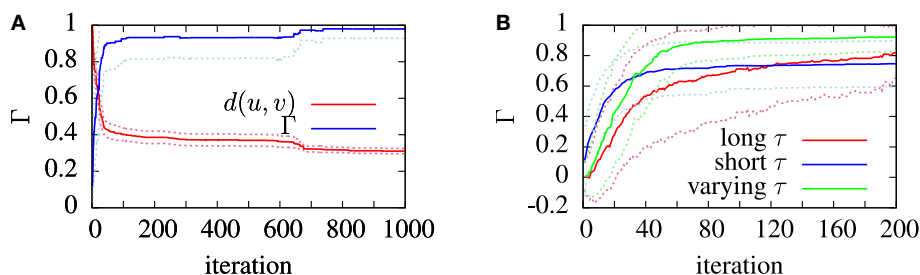 A
Γ
1
0.8
0.6
0.4
0.2
0
d(u, v)
Γ
0 200 400 600 800 1000
iteration
B
Γ
1
0.8
0.6
0.4
0.2
0
-0.2
long τ
short τ
varying τ
0 40 80 120 160 200
iteration